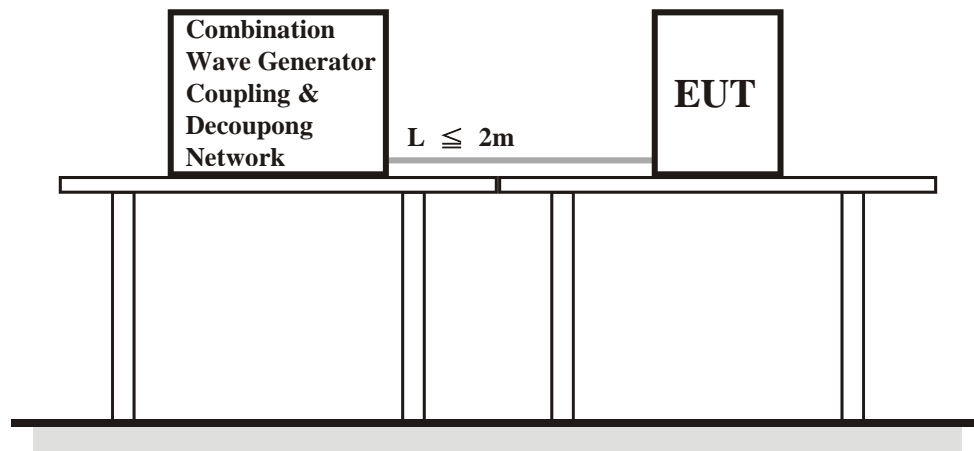 Combination
Wave Generator
Coupling &
Decoupong
Network
L ≦ 2m
EUT